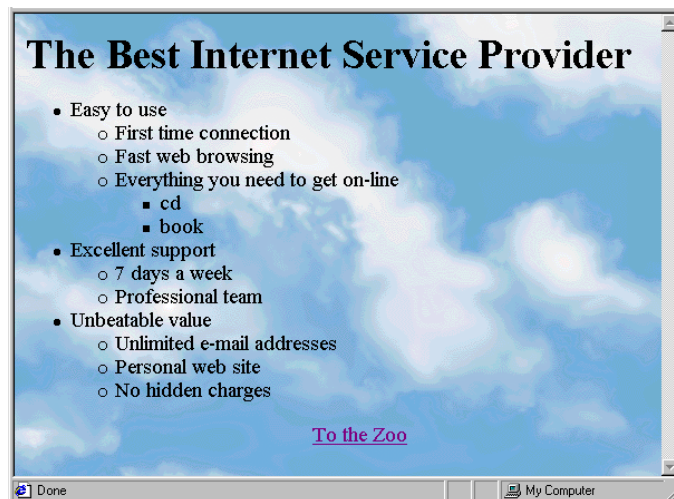 The Best Internet Service Provider
Easy to use
First time connection
Fast web browsing
Everything you need to get on-line
cd
book
Excellent support
7 days a week
Professional team
Unbeatable value
Unlimited e-mail addresses
Personal web site
No hidden charges
To the Zoo
Done
My Computer